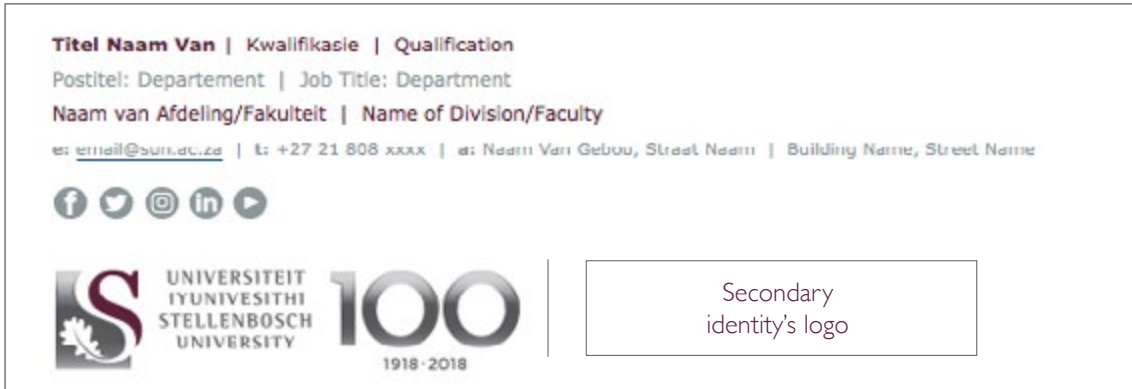 Titel Naam Van | Kwalifikasie | Qualification
Postitel: Departement | Job Title: Department
Naam van Afdeling/Fakulteit | Name of Division/Faculty
e: email@sun.ac.za | t: +27 21 808 xxxx | a: Naam Van Gebou, Straat Naam | Building Name, Street Name
UNIVERSITEIT
IYUNIVESITHI
STELLENBOSCH
UNIVERSITY
100
1918·2018
Secondary
identity's logo